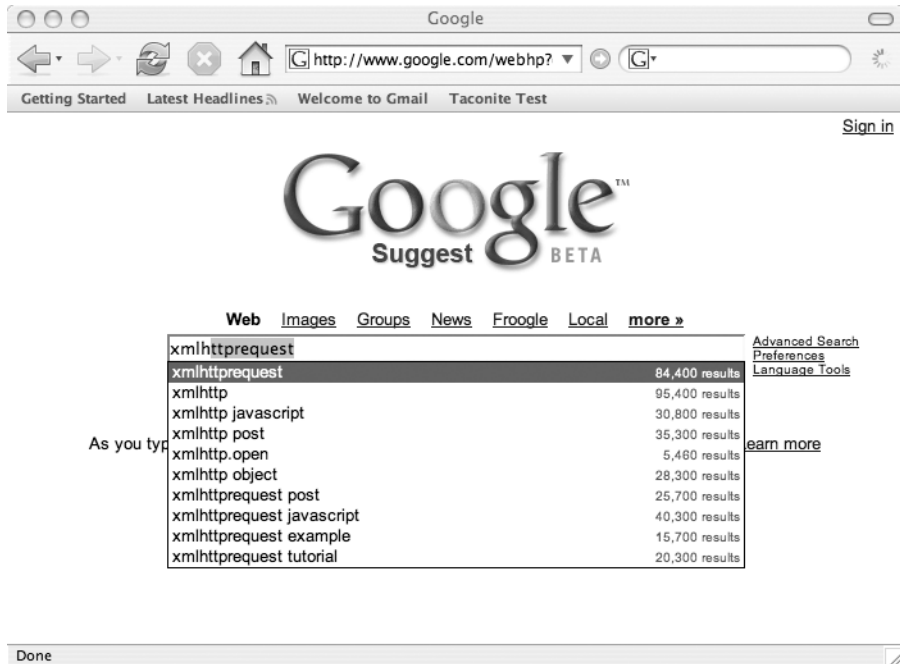 Google
G http://www.google.com/webhp? G
Getting Started Latest Headlines Welcome to Gmail Taconite Test
Sign in
Google™
Suggest BETA
Web Images Groups News Froogle Local more »
xmlhttprequest
Advanced Search
Preferences
Language Tools
xmlhttprequest 84,400 results
xmlhttp 95,400 results
xmlhttp javascript 30,800 results
xmlhttp post 35,300 results
xmlhttp.open 5,460 results
xmlhttp object 28,300 results
xmlhttprequest post 25,700 results
xmlhttprequest javascript 40,300 results
xmlhttprequest example 15,700 results
xmlhttprequest tutorial 20,300 results
As you typ earn more
Done